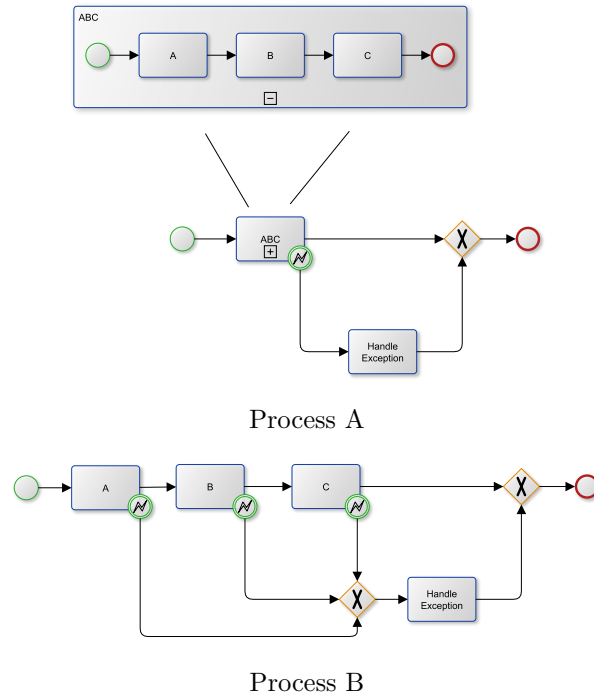 ABC
A
B
C
ABC
Handle
Exception
Process A
A
B
C
Handle
Exception
Process B